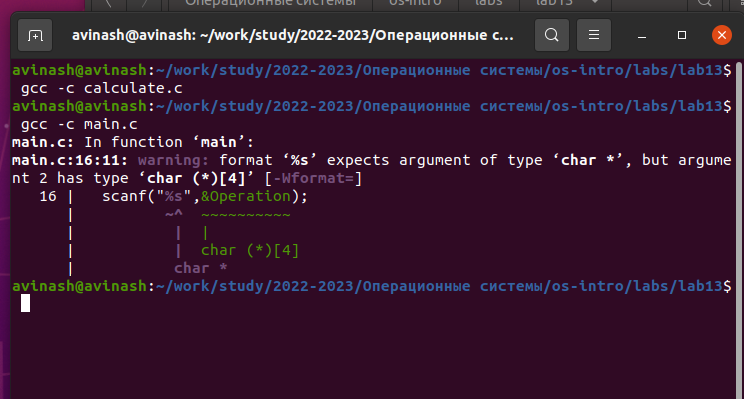 Операционные системы os-intro labs lab13
avinash@avinash: ~/work/study/2022-2023/Операционные с...
avinash@avinash:~/work/study/2022-2023/Операционные системы/os-intro/labs/lab13$
gcc -c calculate.c
avinash@avinash:~/work/study/2022-2023/Операционные системы/os-intro/labs/lab13$
gcc -c main.c
main.c: In function ‘main’:
main.c:16:11: warning: format ‘%s’ expects argument of type ‘char *’, but argume
nt 2 has type ‘char (*)[4]’ [-Wformat=]
16 | scanf("%s",&Operation);
| ~^ ~~~~~~~~~~
| | |
| | char (*)[4]
| char *
avinash@avinash:~/work/study/2022-2023/Операционные системы/os-intro/labs/lab13$